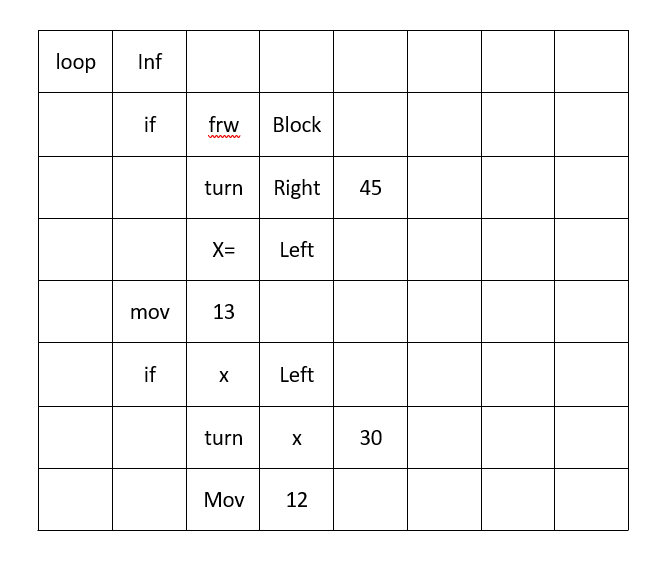 loop Inf
if frw Block
turn Right 45
X= Left
mov 13
if x Left
turn x 30
Mov 12